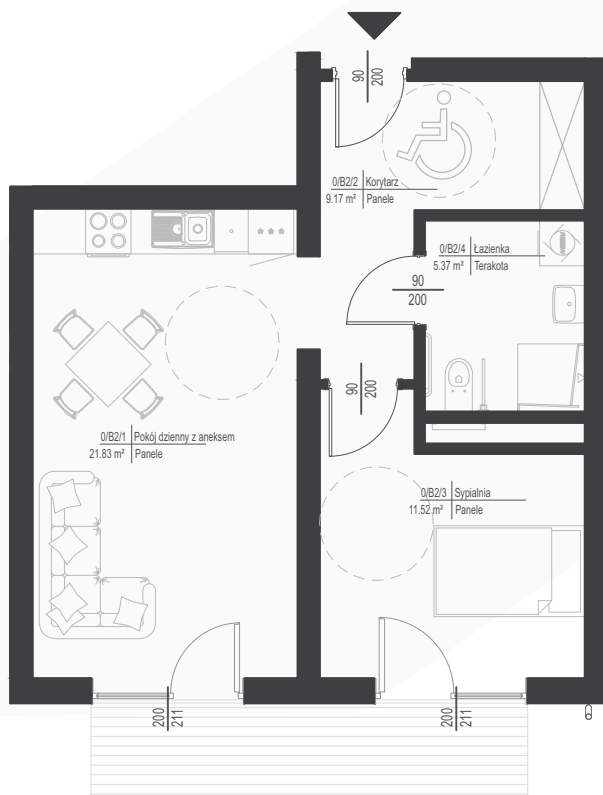 90
200
0/B2/2 Korytarz
9.17 m² Panele
0/B2/4 Łazienka
5.37 m² Terakota
90
200
90
200
0/B2/1 Pokój dzienny z aneksem
21.83 m² Panele
0/B2/3 Sypialnia
11.52 m² Panele
200
211
200
211